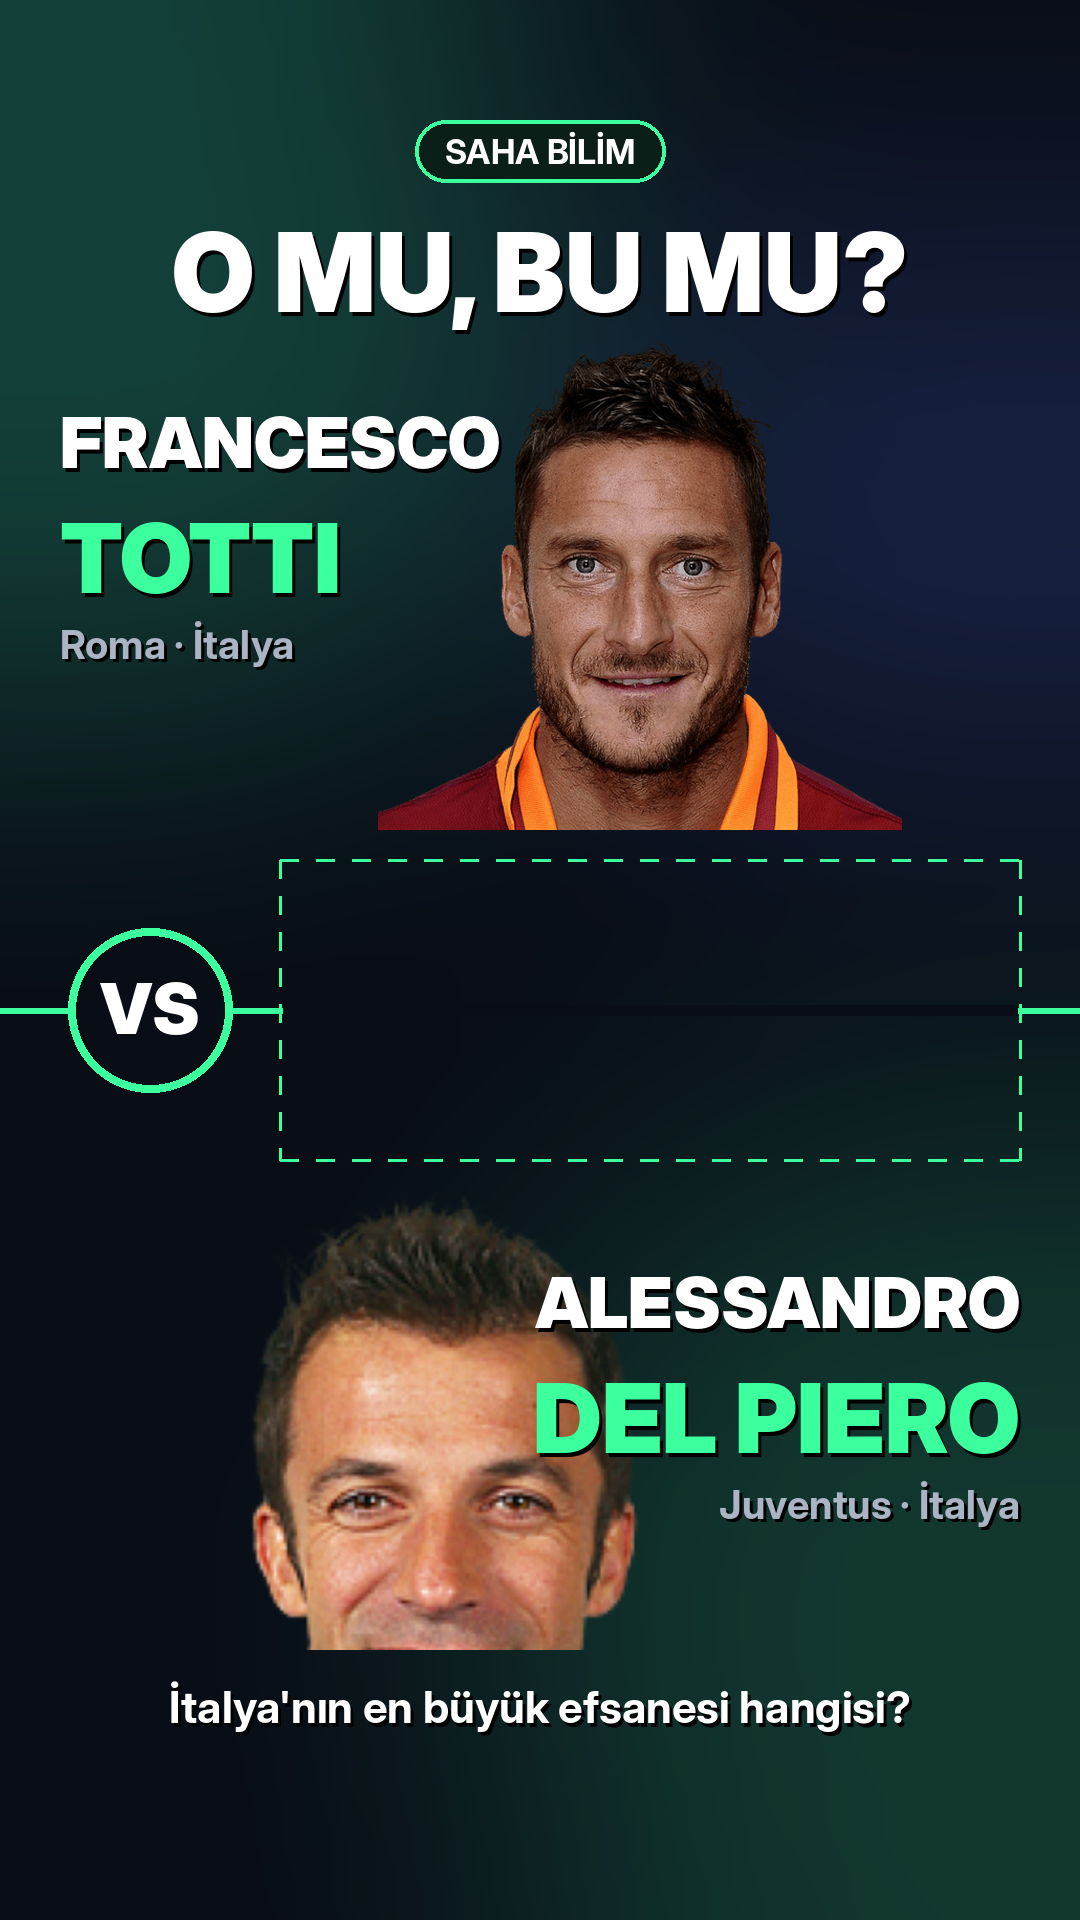 SAHA BİLİM
O MU, BU MU?
FRANCESCO
TOTTI
Roma · İtalya
VS
ALESSANDRO
DEL PIERO
Juventus · İtalya
İtalya'nın en büyük efsanesi hangisi?